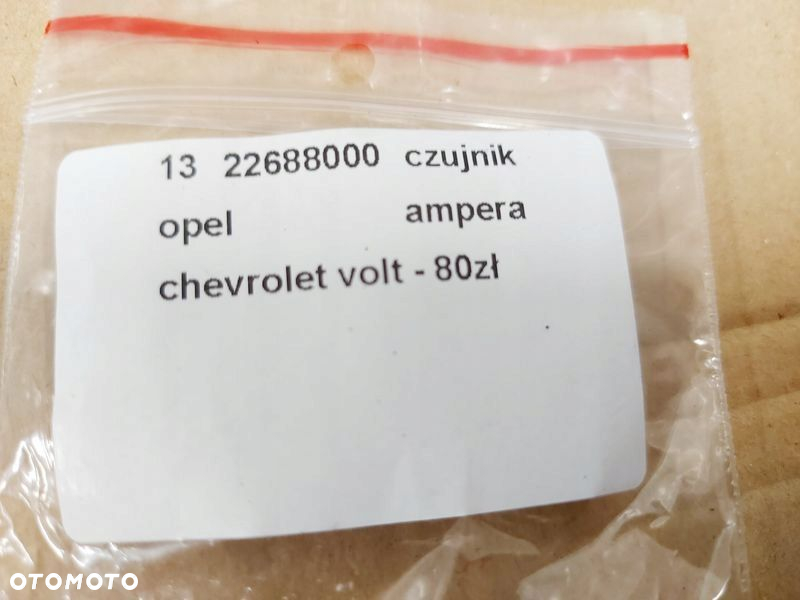 13 22688000 czujnik
opel ampera
chevrolet volt - 80zł
OTOMOTO